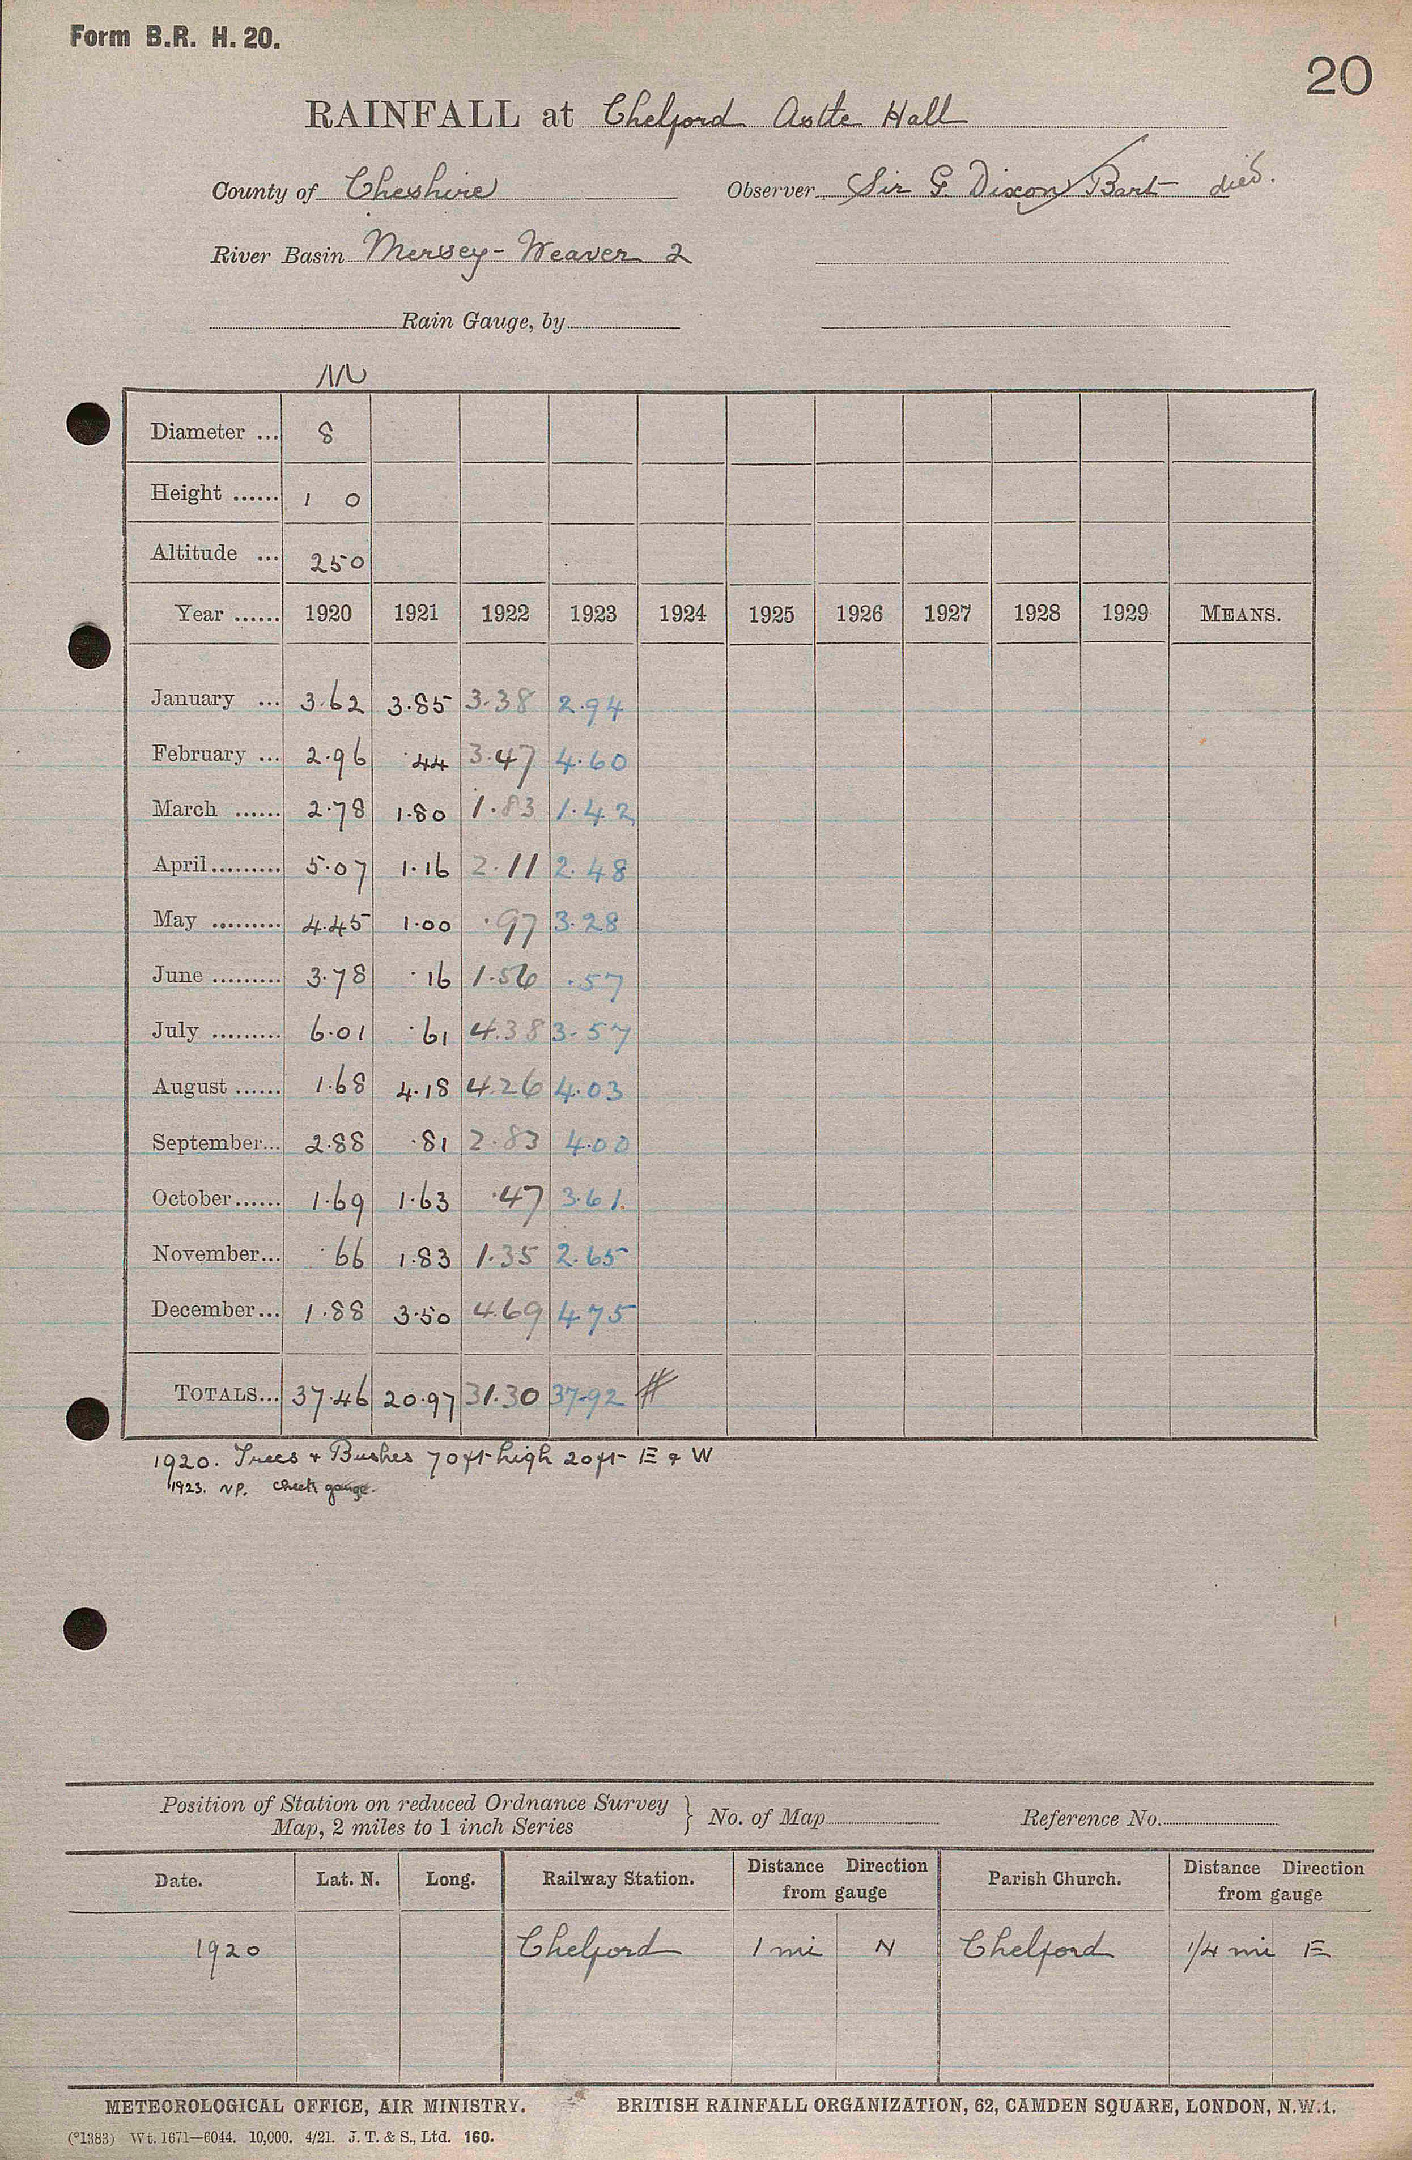 Form B.R. H. 20.
20
RAINFALL at Chelford Astle Hall
County of Cheshire Observer Sir G Dixon Bart died.
River Basin Mersey - Weaver 2
Rain Gauge, by
Diameter ... 8
Height ...... 1 0
Altitude ... 250
Year ...... 1920 1921 1922 1923 1924 1925 1926 1927 1928 1929 MEANS.
January ... 3.62 3.85 3.38 2.94
February ... 2.96 .44 3.47 4.60
March ...... 2.78 1.80 1.83 1.42
April......... 5.07 1.16 2.11 2.48
May ......... 4.45 1.00 .97 3.28
June ......... 3.78 .16 1.56 .57
July ......... 6.01 .61 4.38 3.57
August ...... 1.68 4.18 4.26 4.03
September... 2.88 .81 2.83 4.00
October...... 1.69 1.63 .47 3.61
November... .66 1.83 1.35 2.65
December... 1.88 3.50 4.69 4.75
TOTALS... 37.46 20.97 31.30 37.92 #
1920. Trees & Bushes 70ft high 20ft E & W
1923. NP. Check gauge.
Position of Station on reduced Ordnance Survey
Map, 2 miles to 1 inch Series } No. of Map Reference No.
Date. Lat. N. Long. Railway Station. Distance Direction from gauge Parish Church. Distance Direction from gauge
1920 Chelford 1 mi N Chelford 1/4 mi E
METEOROLOGICAL OFFICE, AIR MINISTRY. BRITISH RAINFALL ORGANIZATION, 62, CAMDEN SQUARE, LONDON, N.W.1.
(*1383) Wt. 1671—6044. 10,000. 4/21. J. T. & S., Ltd. 160.